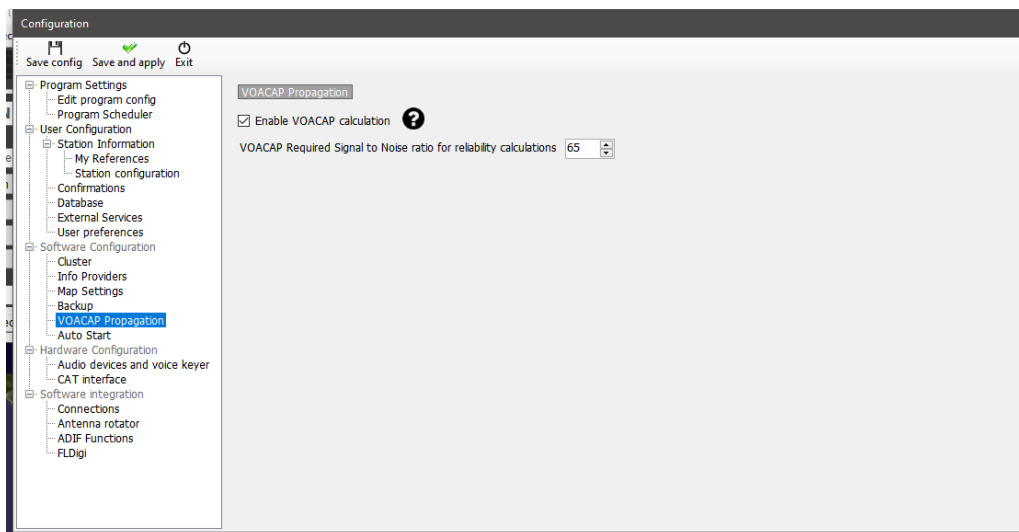 Configuration
Save config Save and apply Exit
Program Settings
Edit program config
Program Scheduler
User Configuration
Station Information
My References
Station configuration
Confirmations
Database
External Services
User preferences
Software Configuration
Cluster
Info Providers
Map Settings
Backup
VOACAP Propagation
Auto Start
Hardware Configuration
Audio devices and voice keyer
CAT interface
Software integration
Connections
Antenna rotator
ADIF Functions
FLDigi
VOACAP Propagation
Enable VOACAP calculation ?
VOACAP Required Signal to Noise ratio for reliability calculations 65